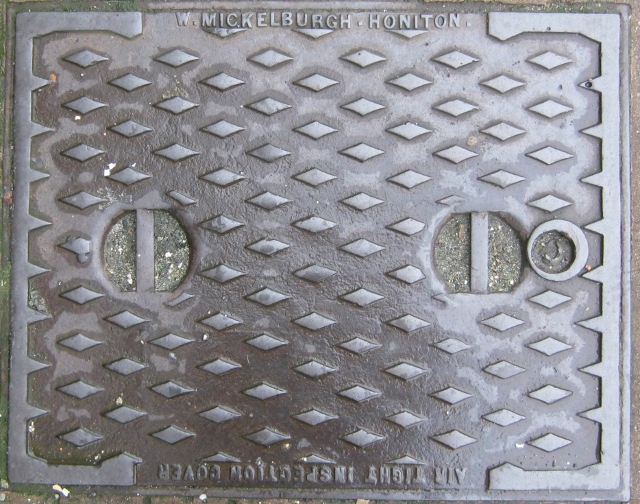 W. MICKELBURGH · HONITON.
AIR TIGHT INSPECTION COVER